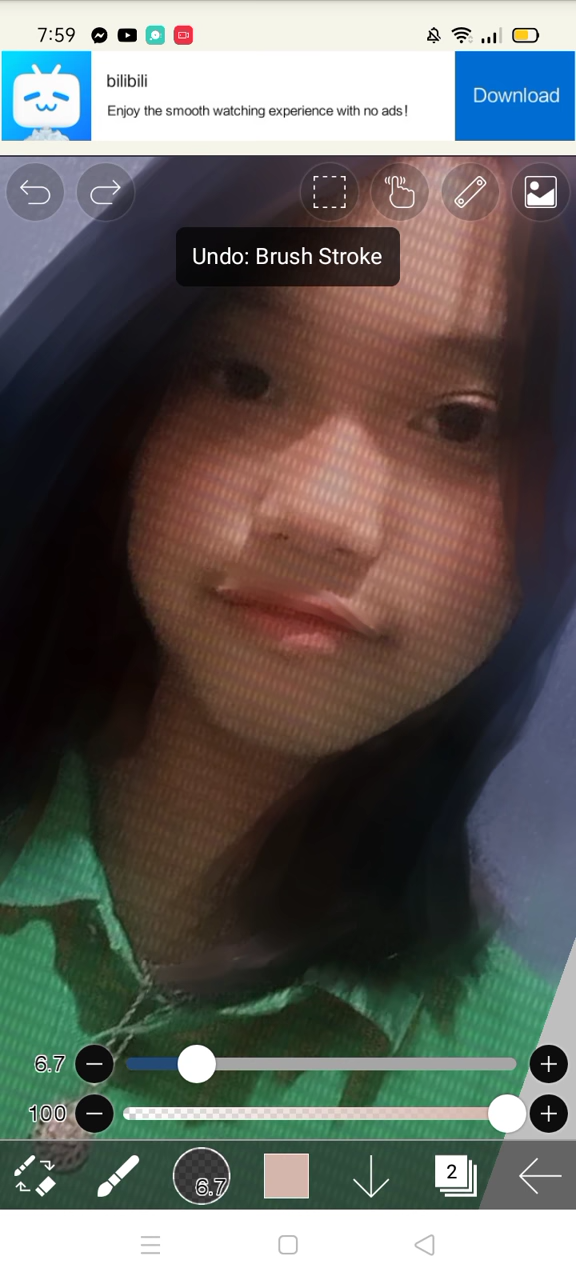 7:59
bilibili
Enjoy the smooth watching experience with no ads!
Download
Undo: Brush Stroke
6.7
100
6.7
2